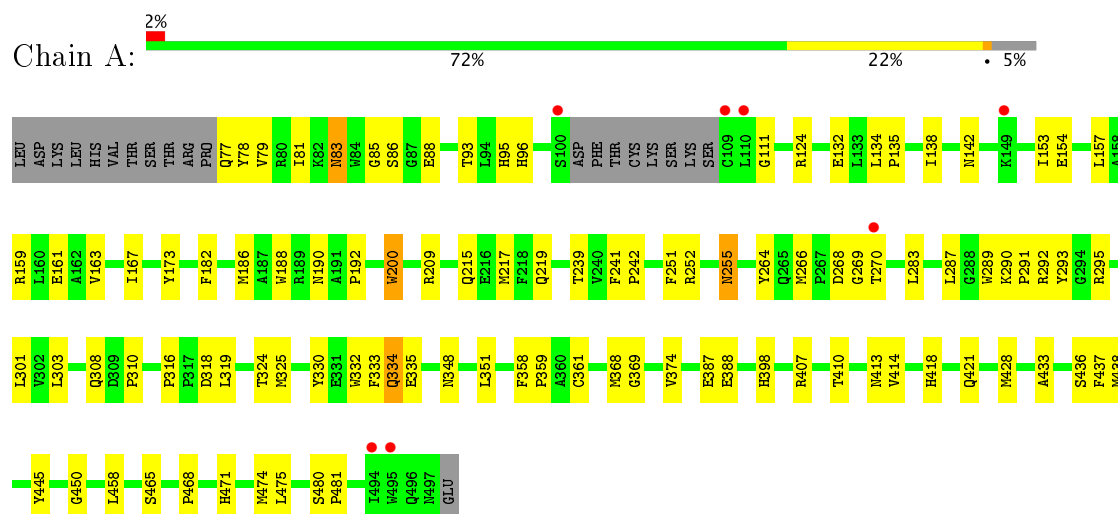 2%
Chain A:
72% 22% • 5%
LEU ASP LYS LEU HIS VAL THR SER THR ARG PRO Q77 Y78 V79 R80 I81 K82 N83 W84 G85 S86 G87 E88 T93 L94 H95 H96 S100 ASP PHE THR CYS LYS SER LYS SER G109 L110 G111 R124 E132 L133 L134 P135 I138 N142 K149 I153 E154 L157 A158
R159 L160 E161 A162 V163 I167 Y173 F182 M186 A187 W188 R189 N190 A191 P192 W200 R209 Q215 E216 M217 F218 Q219 T239 V240 F241 P242 F251 R252 N255 Y264 Q265 M266 P267 D268 G269 T270 L283 L287 G288 W289 K290 P291 R292 Y293 G294 R295
L301 V302 L303 Q308 D309 P310 P316 P317 D318 L319 T324 M325 Y330 E331 W332 F333 Q334 E335 N348 L351 F358 P359 A360 C361 M368 G369 V374 E387 E388 H398 R407 T410 N413 V414 H418 Q421 M428 A433 S436 F437 M438
Y445 G450 L458 S465 P468 H471 M474 L475 S480 P481 I494 W495 Q496 N497 GLU